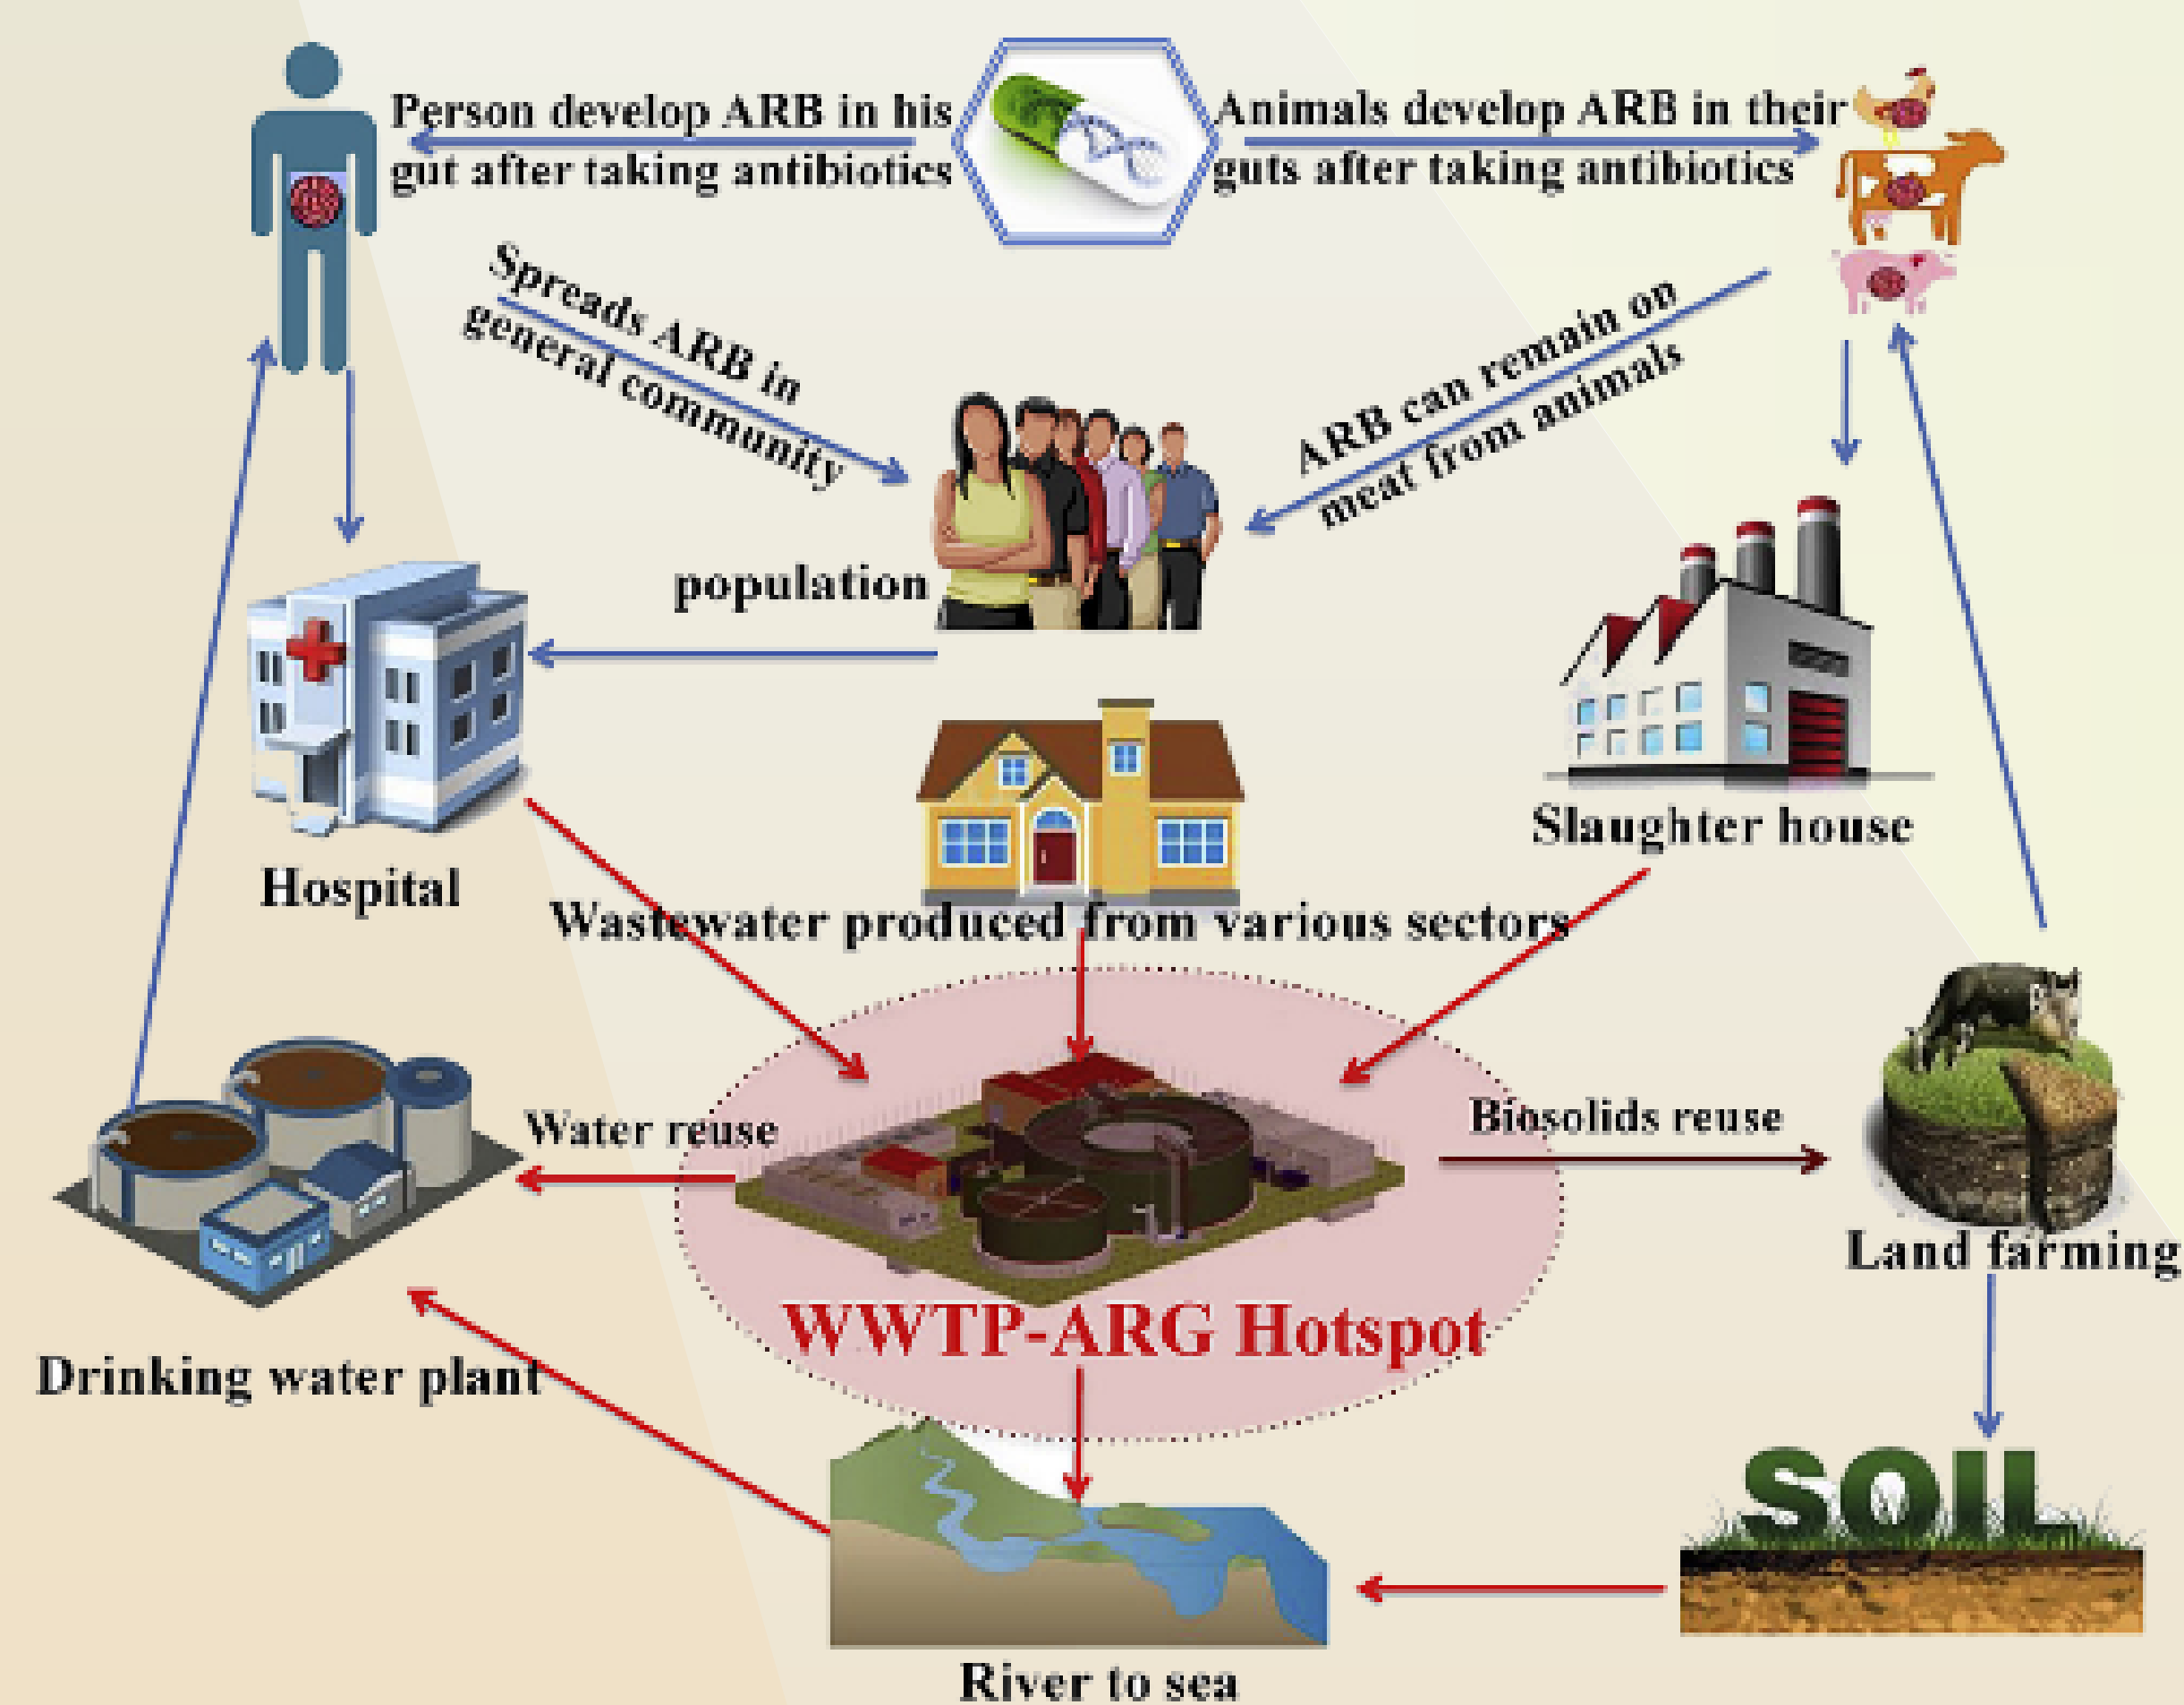 Person develop ARB in his
gut after taking antibiotics
Animals develop ARB in their
guts after taking antibiotics
Spreads ARB in
general community
ARB can remain on
meat from animals
population
Slaughter house
Hospital
Wastewater produced from various sectors
Water reuse
Biosolids reuse
Land farming
WWTP-ARG Hotspot
Drinking water plant
SOIL
River to sea